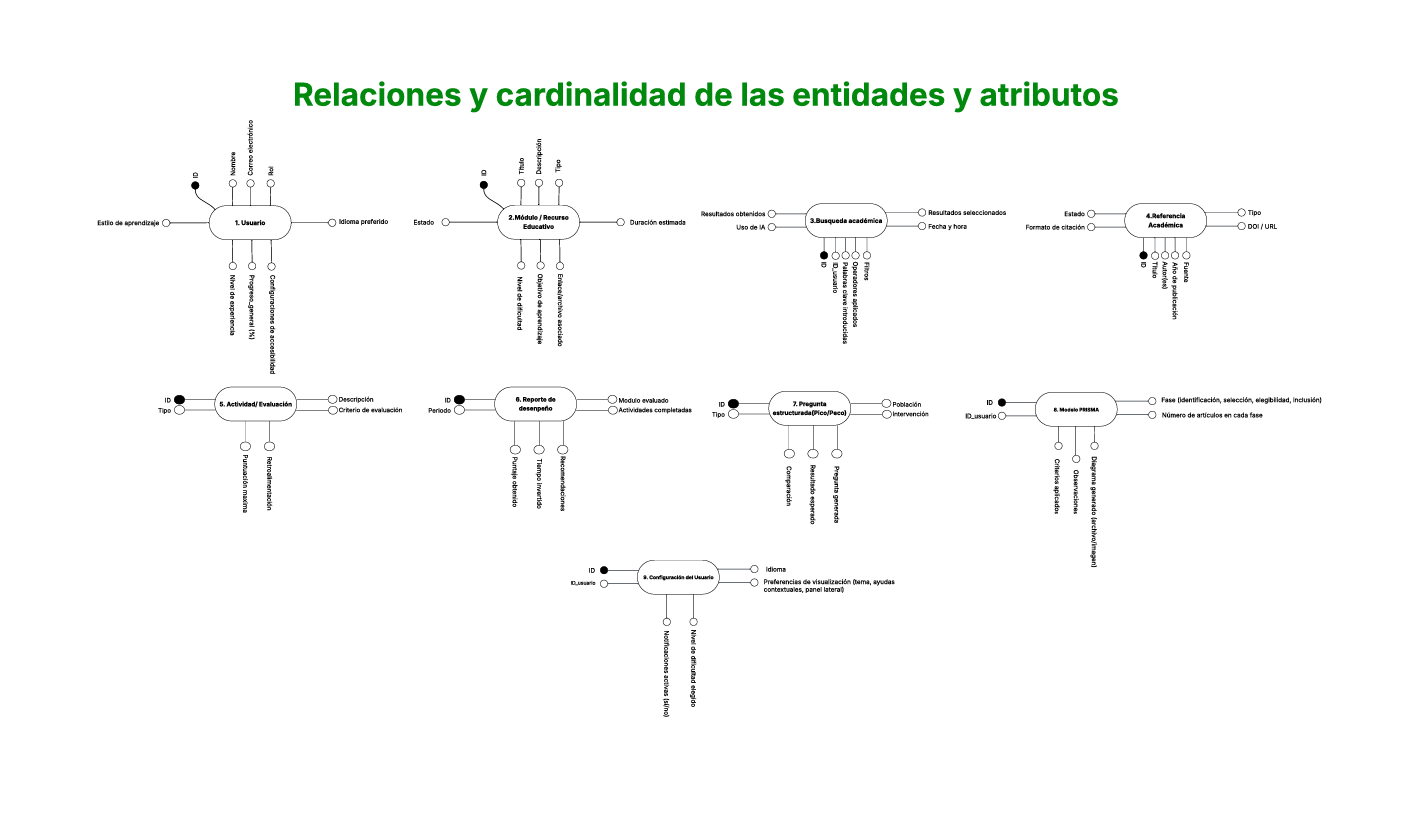 Relaciones y cardinalidad de las entidades y atributos
ID
Nombre
Correo electrónico
Rol
Estilo de aprendizaje
1. Usuario
Idioma preferido
Nivel de experiencia
Progreso_general (%)
Configuraciones de accesibilidad
ID
Título
Descripción
Tipo
Estado
2.Módulo / Recurso
Educativo
Duración estimada
Nivel de dificultad
Objetivo de aprendizaje
Enlace/archivo asociado
Resultados obtenidos
Uso de IA
3.Busqueda académica
Resultados seleccionados
Fecha y hora
ID
ID_usuario
Palabras clave introducidas
Operadores aplicados
Filtros
Estado
Formato de citación
4.Referencia
Académica
Tipo
DOI / URL
ID
Título
Autor(es)
Año de publicación
Fuente
ID
Tipo
5. Actividad/ Evaluación
Descripción
Criterio de evaluación
Puntuación maxima
Retroalimentación
ID
Periodo
6. Reporte de
desenpeño
Modulo evaluado
Actividades completadas
Puntaje obtenido
Tiempo invertido
Recomendaciones
ID
Tipo
7. Pregunta
estructurada(Pico/Peco)
Población
Intervención
Comparación
Resultado esperado
Pregunta generada
ID
ID_usuario
8. Modelo PRISMA
Fase (identificación, selección, elegibilidad, inclusión)
Número de artículos en cada fase
Criterios aplicados
Observaciones
Diagrama generado (archivo/imagen)
ID
ID_usuario
9. Configuración del Usuario
Idioma
Preferencias de visualización (tema, ayudas
contextuales, panel lateral)
Notificaciones activas (sí/no)
Nivel de dificultad elegido